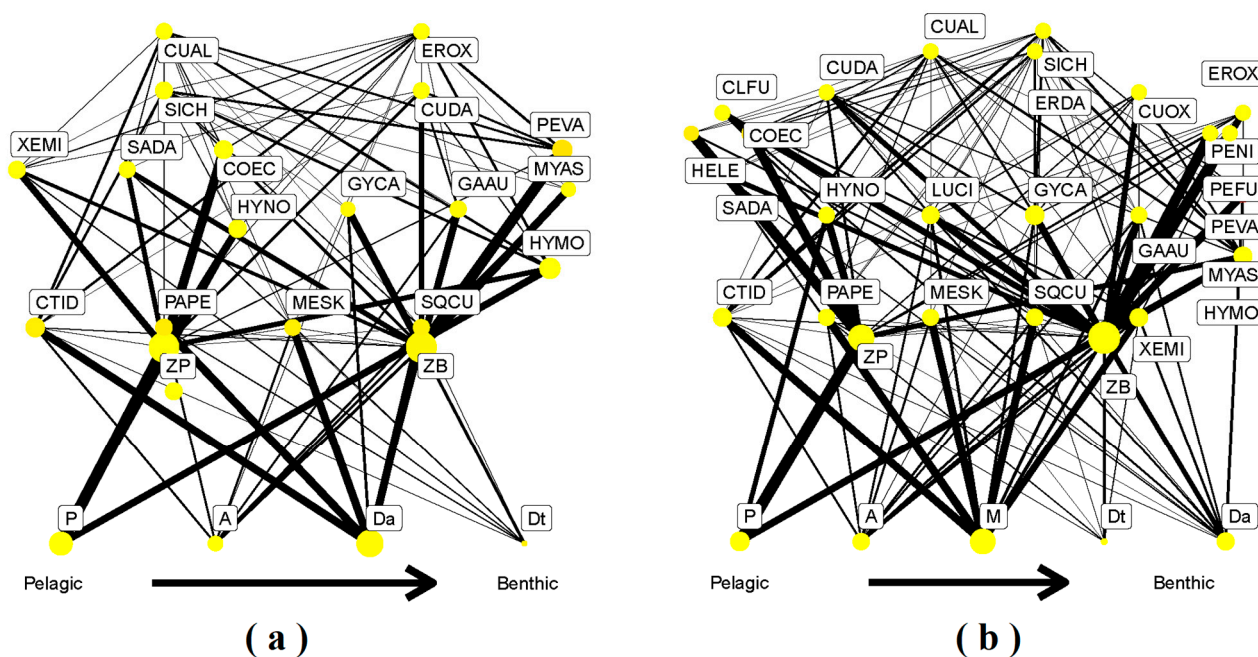 CUAL
EROX
SICH
CUDA
XEMI
SADA
COEC
PEVA
MYAS
GYCA
GAAU
HYNO
HYMO
CTID
PAPE
MESK
SQCU
ZP
ZB
P
A
Da
Dt
Pelagic
Benthic
( a )
CUAL
CUDA
SICH
CLFU
EROX
ERDA
CUOX
COEC
PENI
HELE
HYNO
LUCI
GYCA
PEFU
SADA
PEVA
GAAU
MYAS
CTID
PAPE
MESK
SQCU
HYMO
XEMI
ZP
ZB
P
A
M
Dt
Da
Pelagic
Benthic
( b )